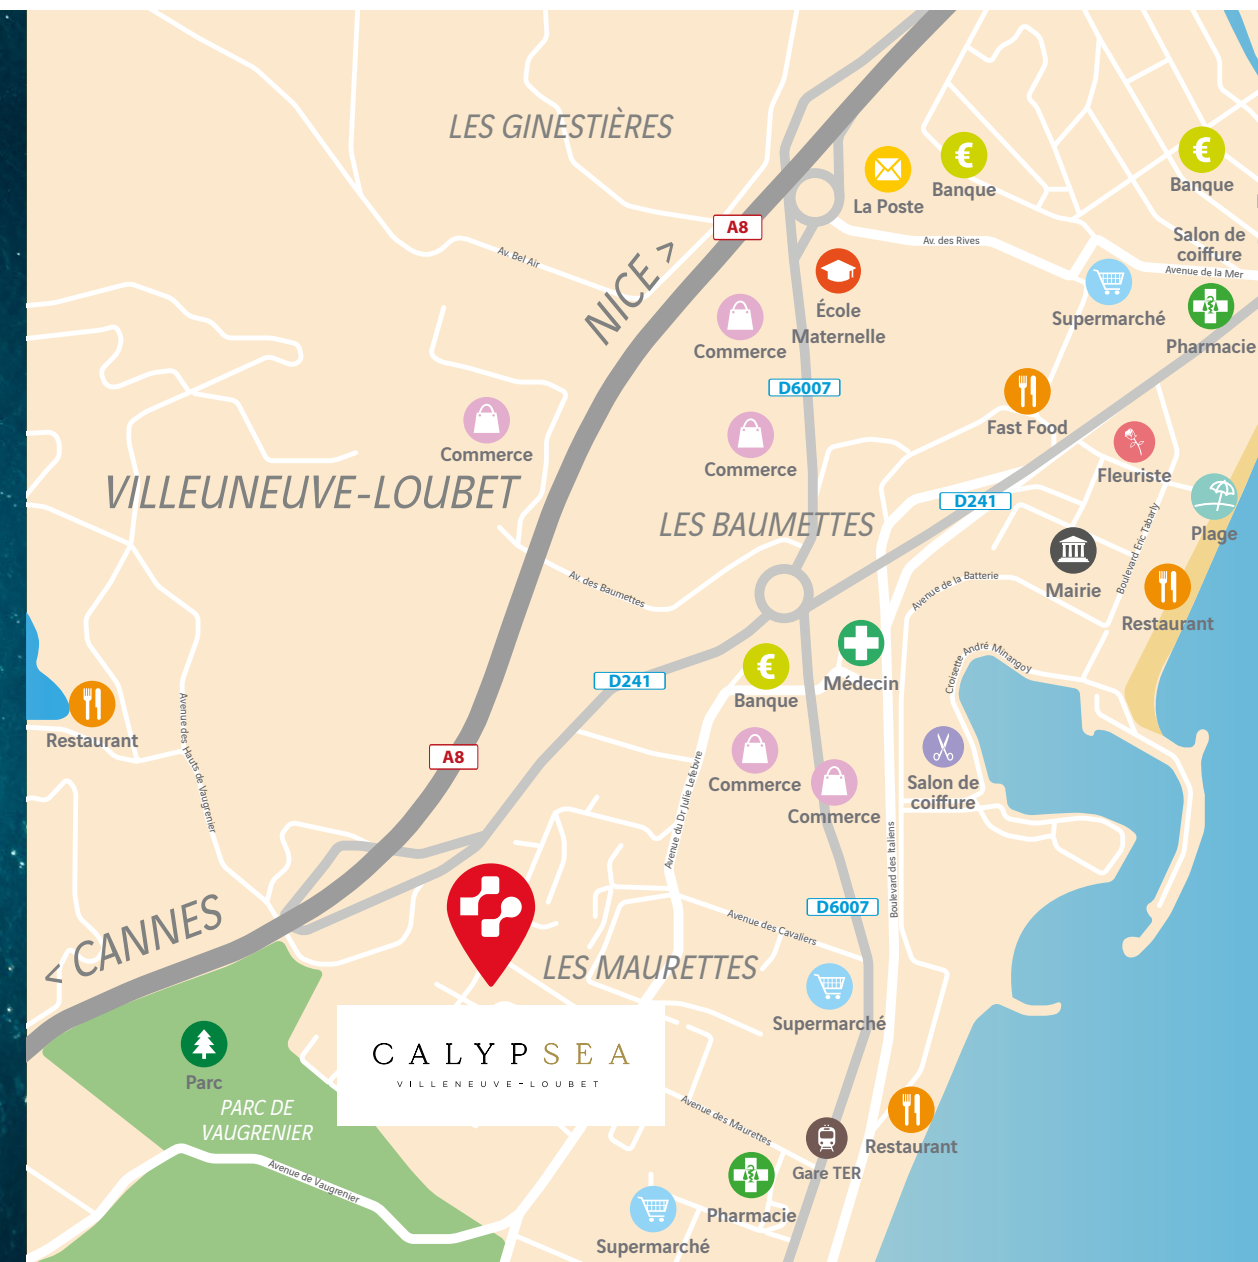 LES GINESTIÈRES
€
Banque
€
Banque
La Poste
A8
Av. des Rives
Salon de
coiffure
Avenue de la Mer
Av. Bel Air
NICE >
École
Maternelle
Supermarché
Pharmacie
Commerce
D6007
Fast Food
Commerce
Commerce
Fleuriste
VILLEUNEUVE-LOUBET
D241
LES BAUMETTES
Plage
Boulevard Eric Tabarly
Mairie
Av. des Baumettes
Avenue de la Batterie
Restaurant
Croisette André Minangoy
€
Banque
Médecin
D241
Restaurant
Avenue des Hauts de Vaugrenier
A8
Avenue du Dr Julie Lefebvre
Commerce
Commerce
Salon de
coiffure
Boulevard des Italiens
D6007
Avenue des Cavaliers
< CANNES
LES MAURETTES
Supermarché
CALYPSEA
VILLENEUVE-LOUBET
Parc
PARC DE
VAUGRENIER
Avenue des Maurettes
Restaurant
Gare TER
Avenue de Vaugrenier
Pharmacie
Supermarché